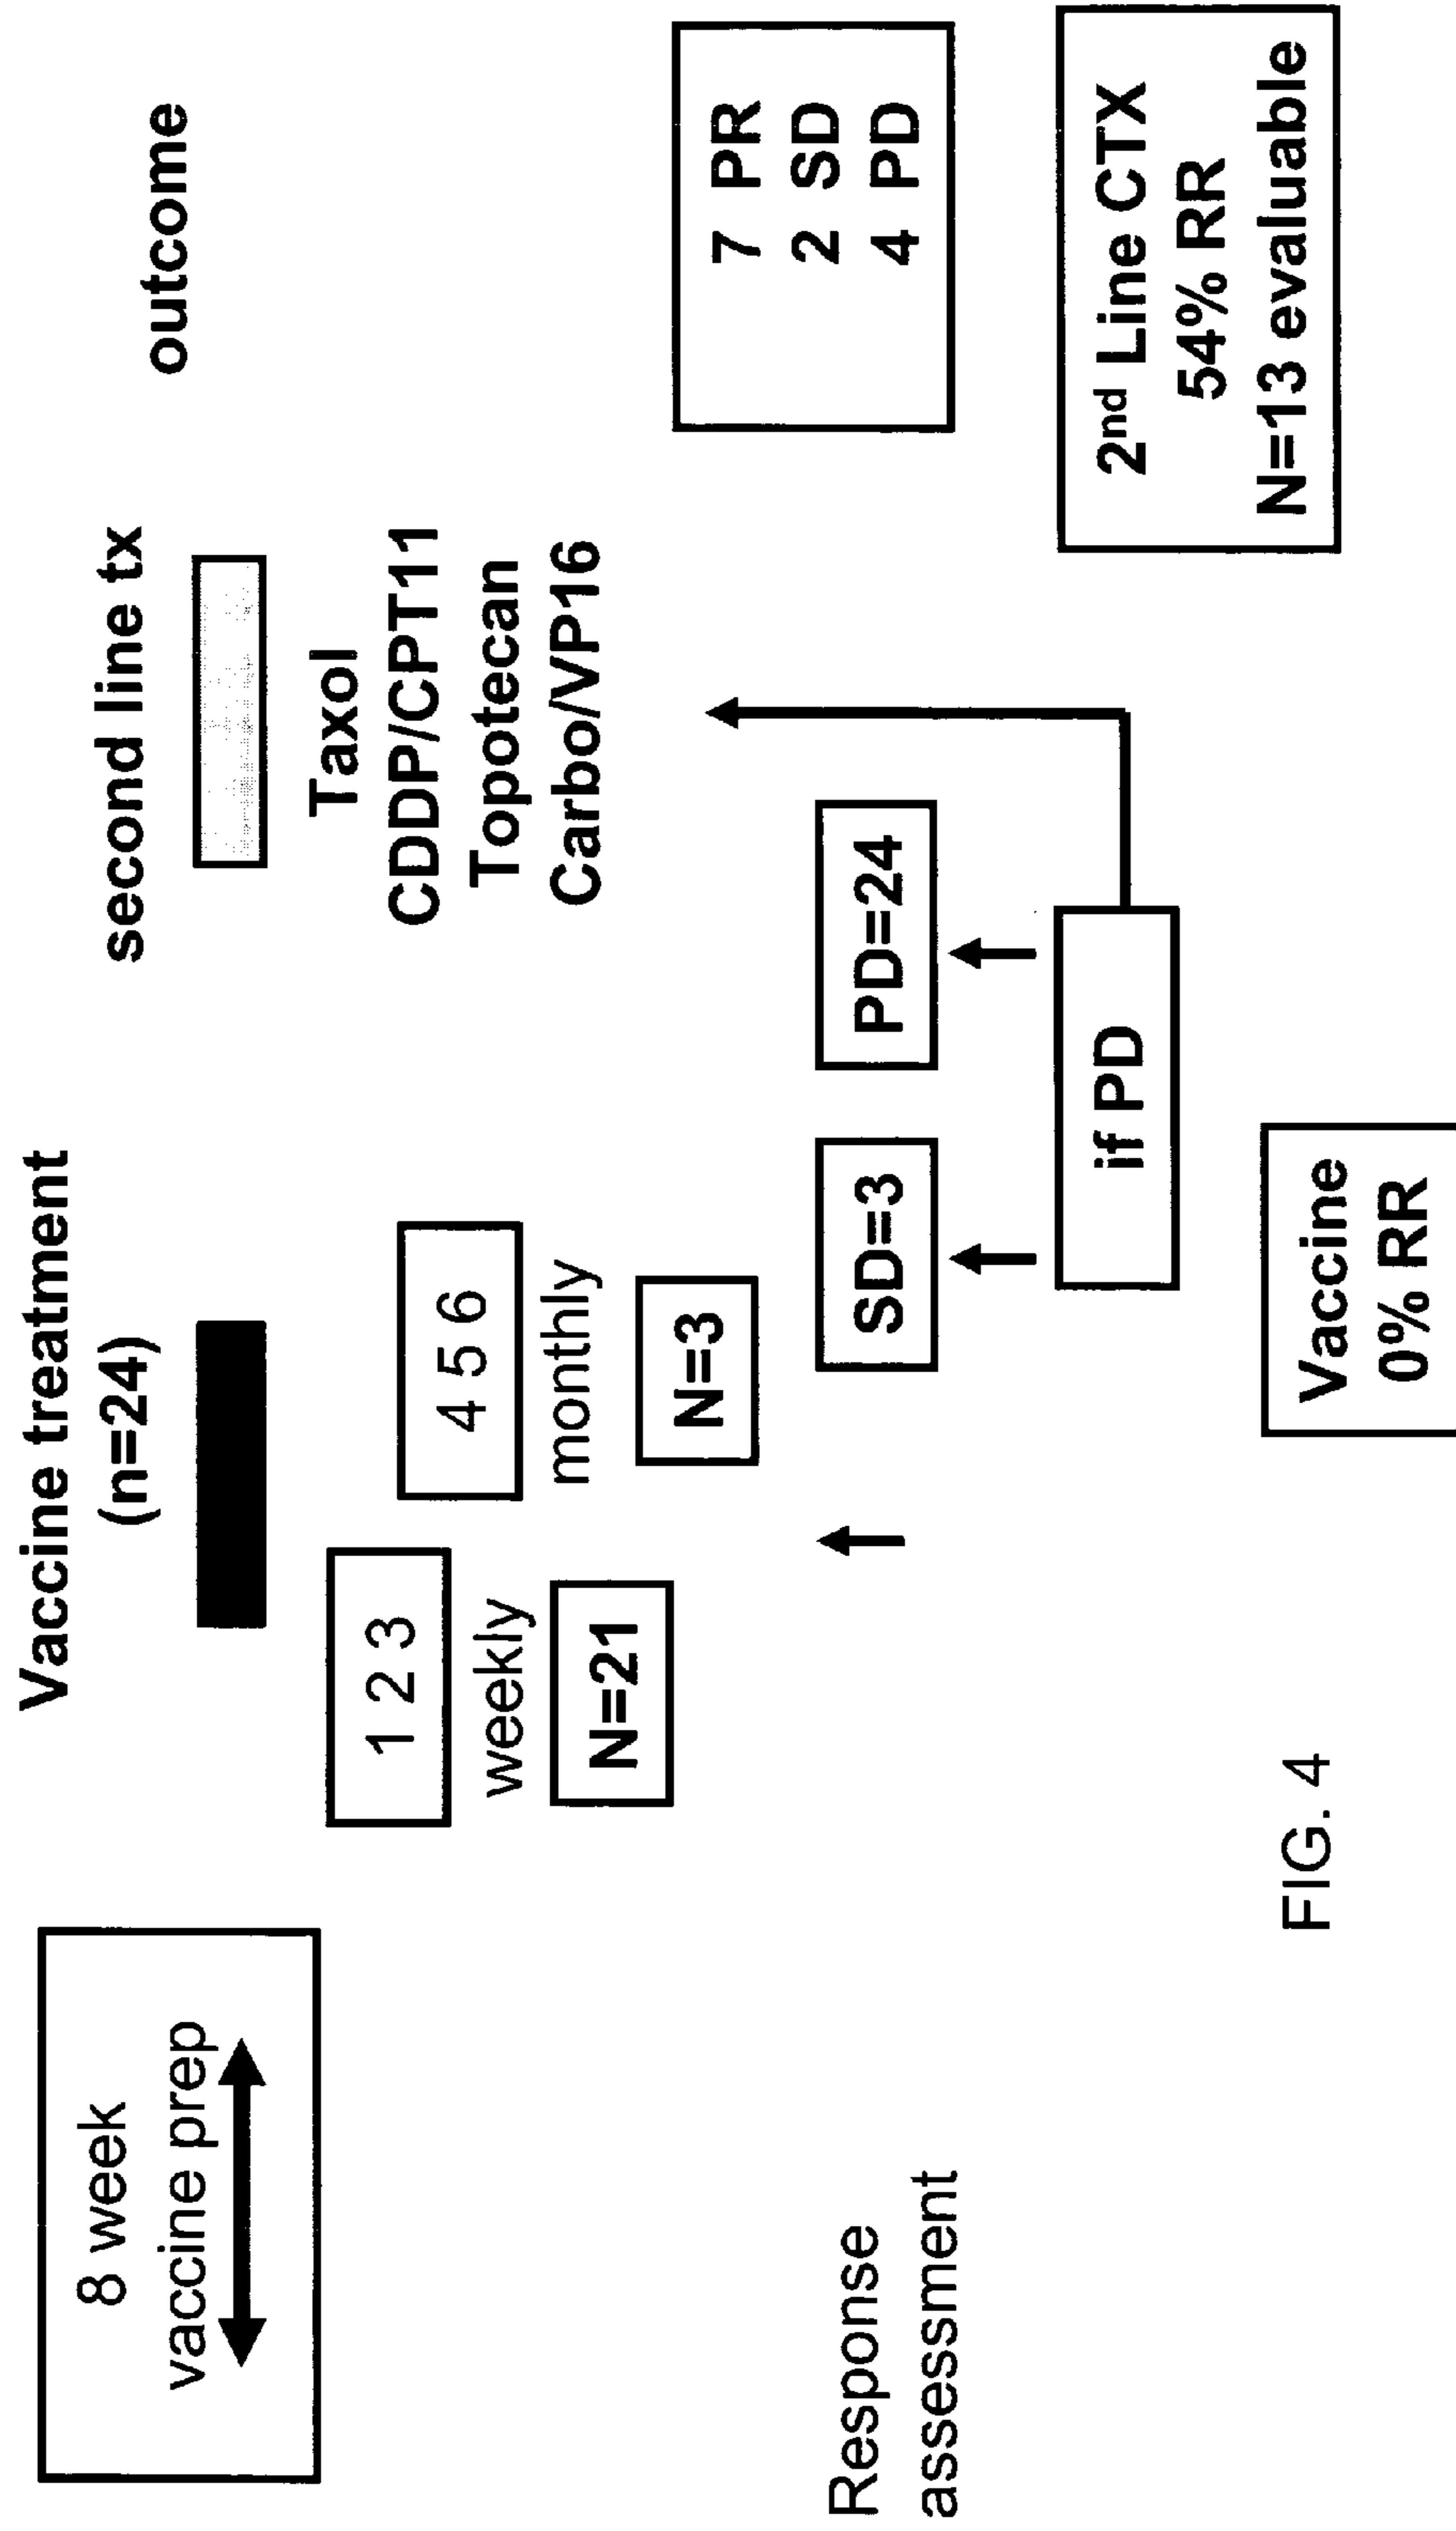 Vaccine treatment
(n=24)
second line tx
outcome
8 week
vaccine prep
1 2 3
weekly
N=21
4 5 6
monthly
N=3
Taxol
CDDP/CPT11
Topotecan
Carbo/VP16
7 PR
2 SD
4 PD
Response
assessment
SD=3
PD=24
if PD
2nd Line CTX
54% RR
N=13 evaluable
Vaccine
0% RR
FIG. 4